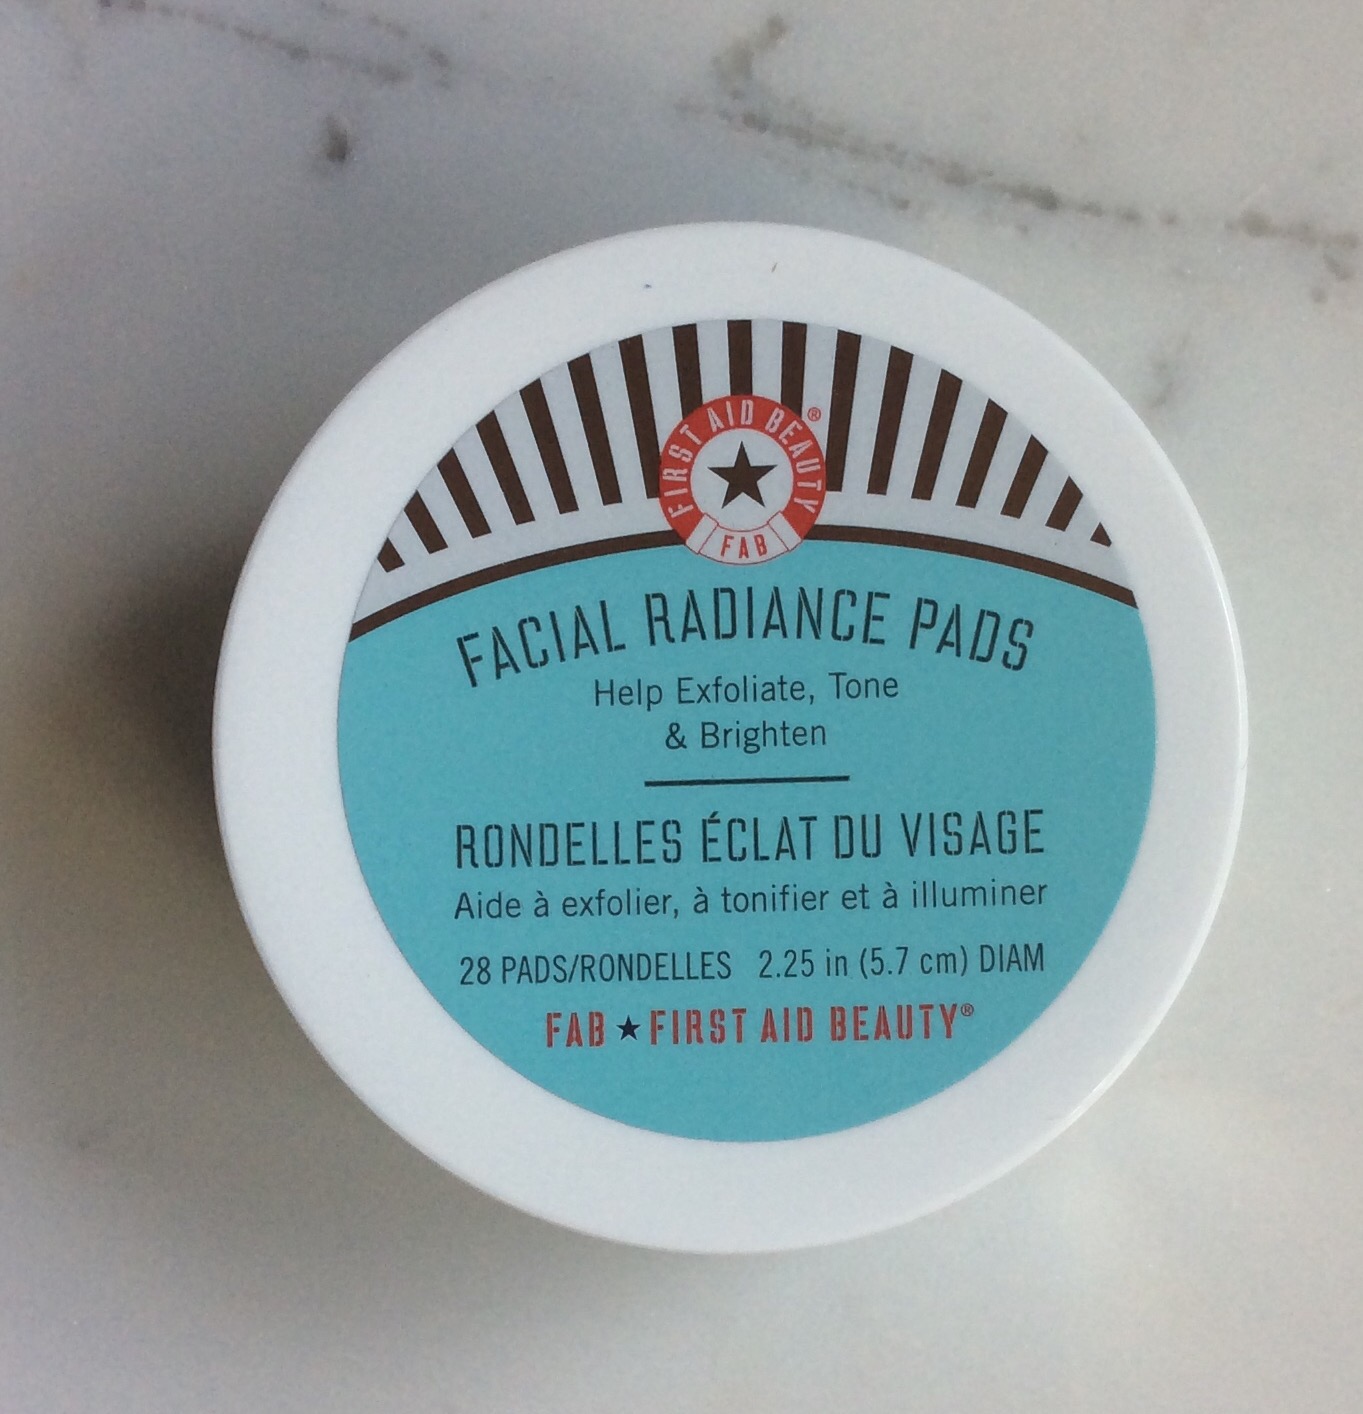 FIRST AID BEAUTY®
FAB
FACIAL RADIANCE PADS
Help Exfoliate, Tone
& Brighten
RONDELLES ÉCLAT DU VISAGE
Aide à exfolier, à tonifier et à illuminer
28 PADS/RONDELLES 2.25 in (5.7 cm) DIAM
FAB ★ FIRST AID BEAUTY®